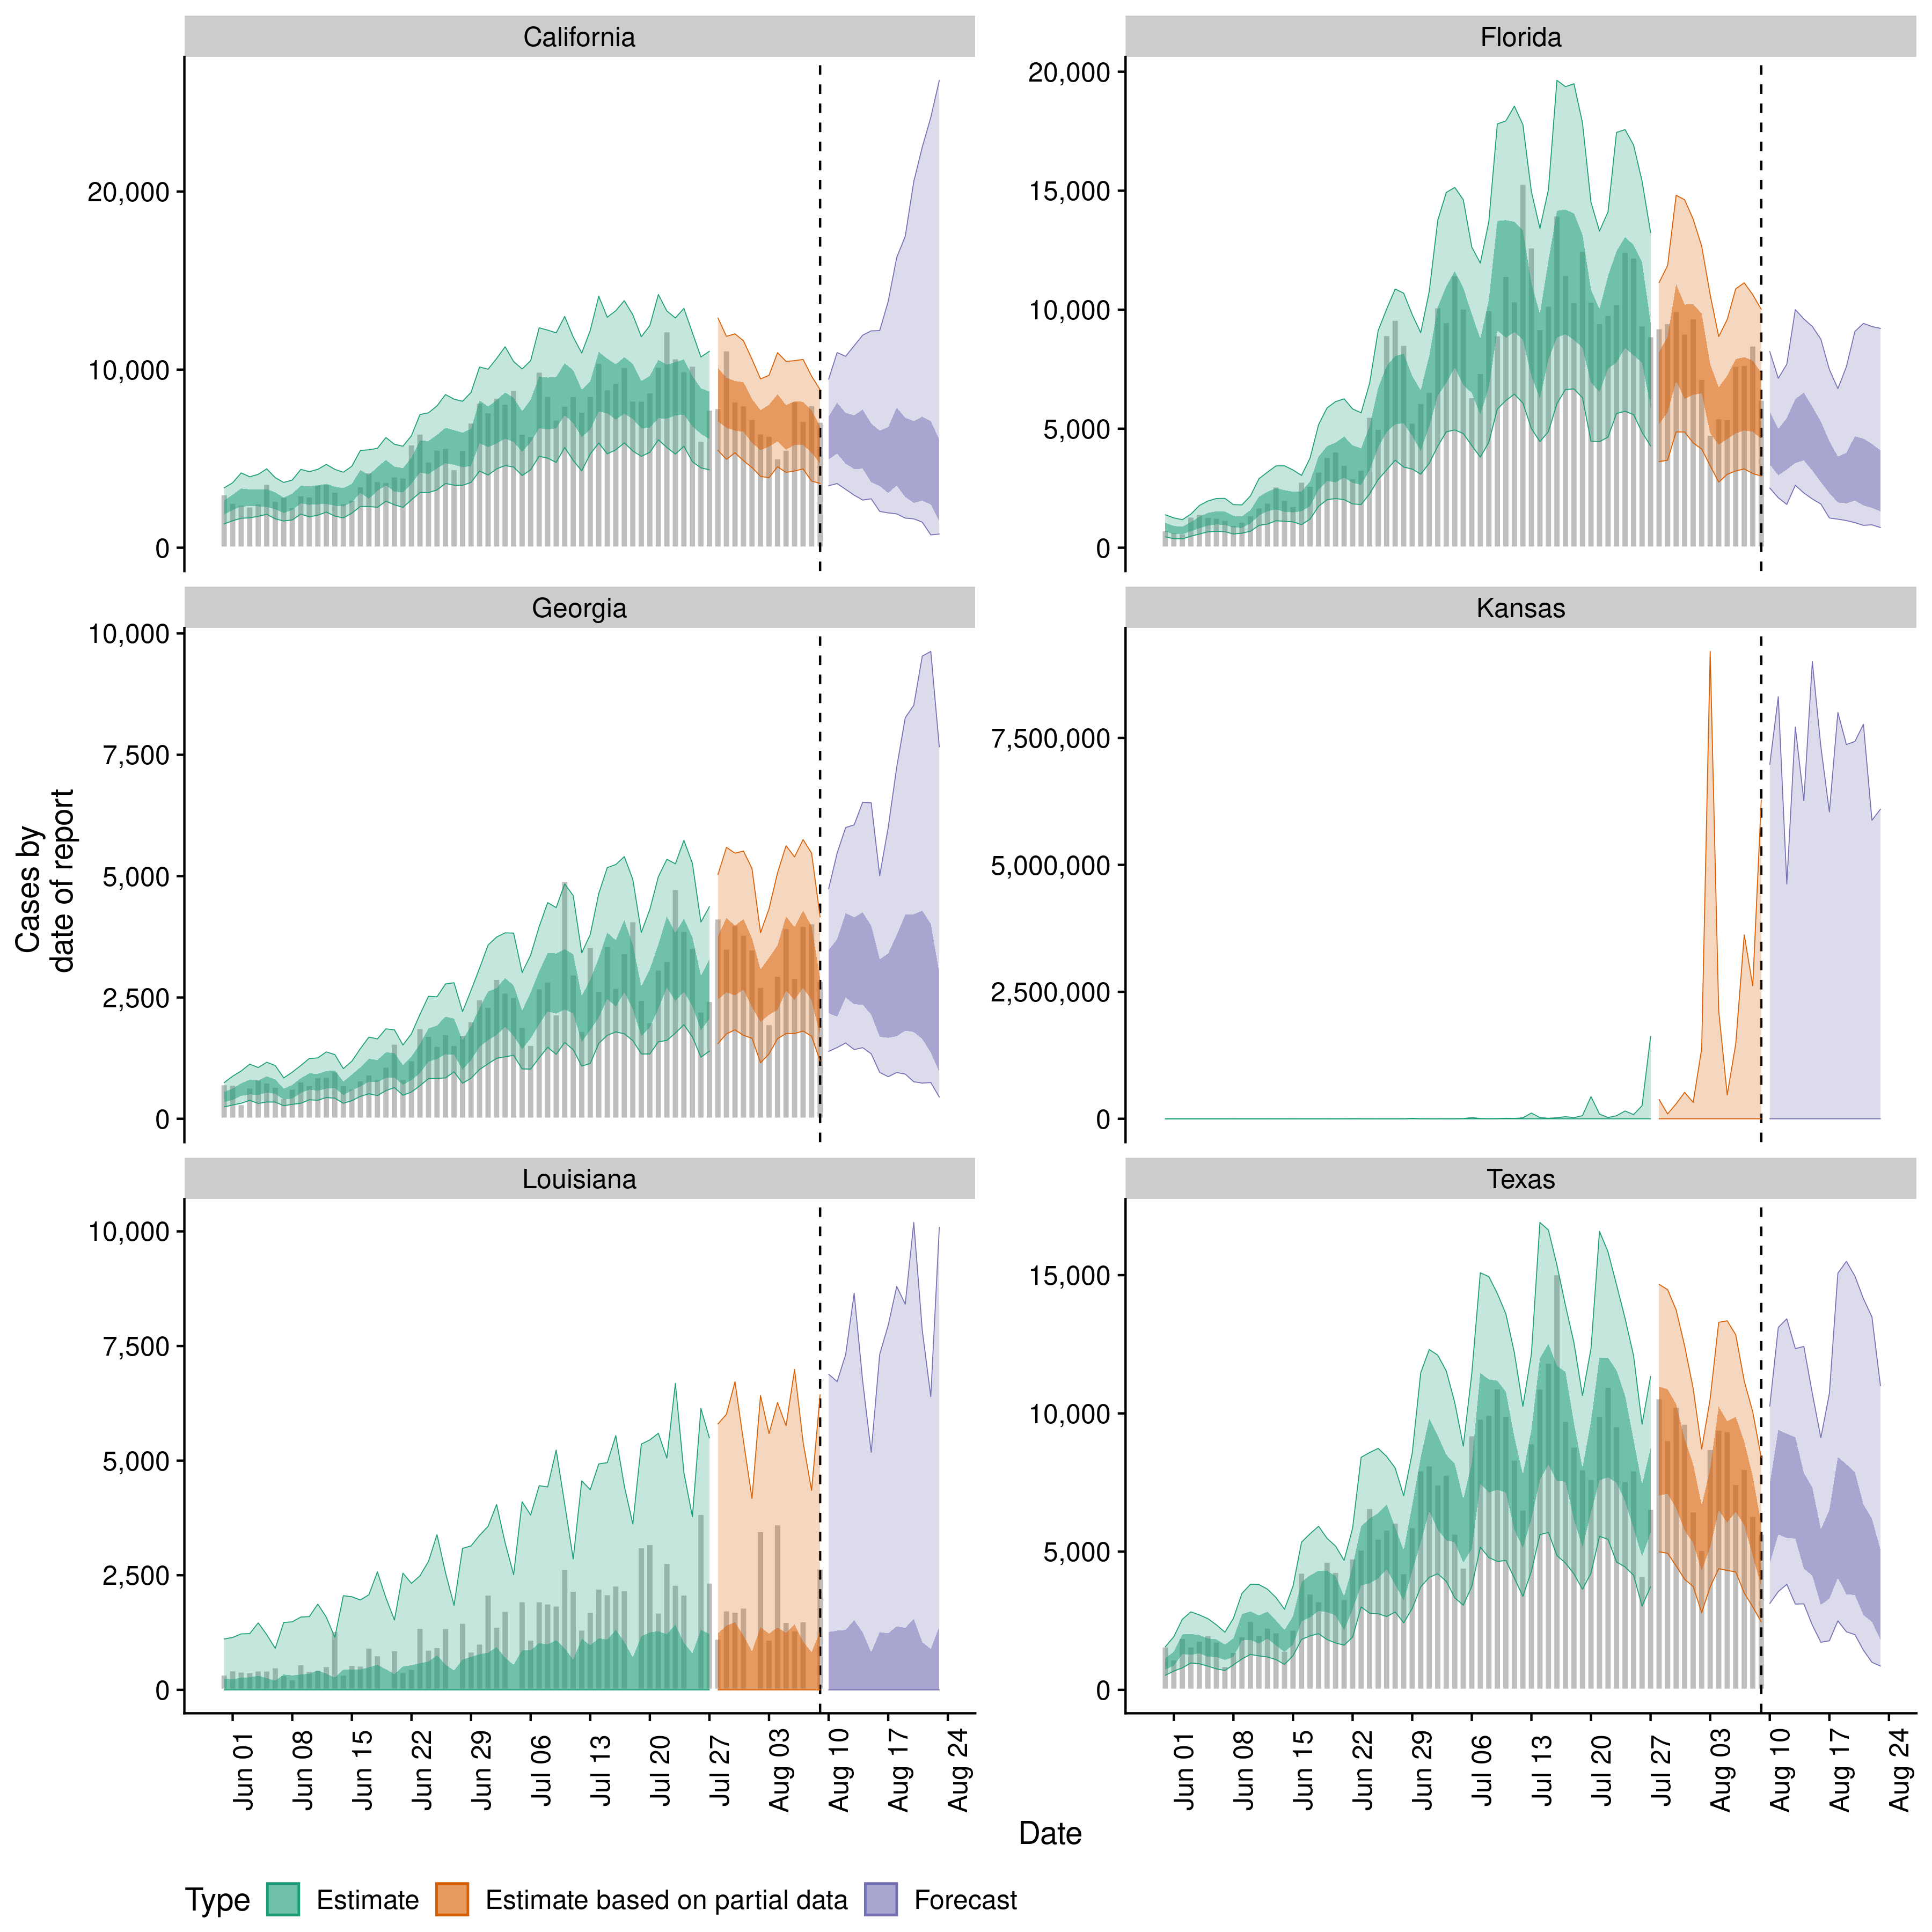 California
Florida
20,000
10,000
0
20,000
15,000
10,000
5,000
0
Georgia
Kansas
10,000
7,500
5,000
2,500
0
7,500,000
5,000,000
2,500,000
0
Louisiana
Texas
10,000
7,500
5,000
2,500
0
15,000
10,000
5,000
0
Cases by
date of report
Jun 01
Jun 08
Jun 15
Jun 22
Jun 29
Jul 06
Jul 13
Jul 20
Jul 27
Aug 03
Aug 10
Aug 17
Aug 24
Jun 01
Jun 08
Jun 15
Jun 22
Jun 29
Jul 06
Jul 13
Jul 20
Jul 27
Aug 03
Aug 10
Aug 17
Aug 24
Date
Type Estimate Estimate based on partial data Forecast